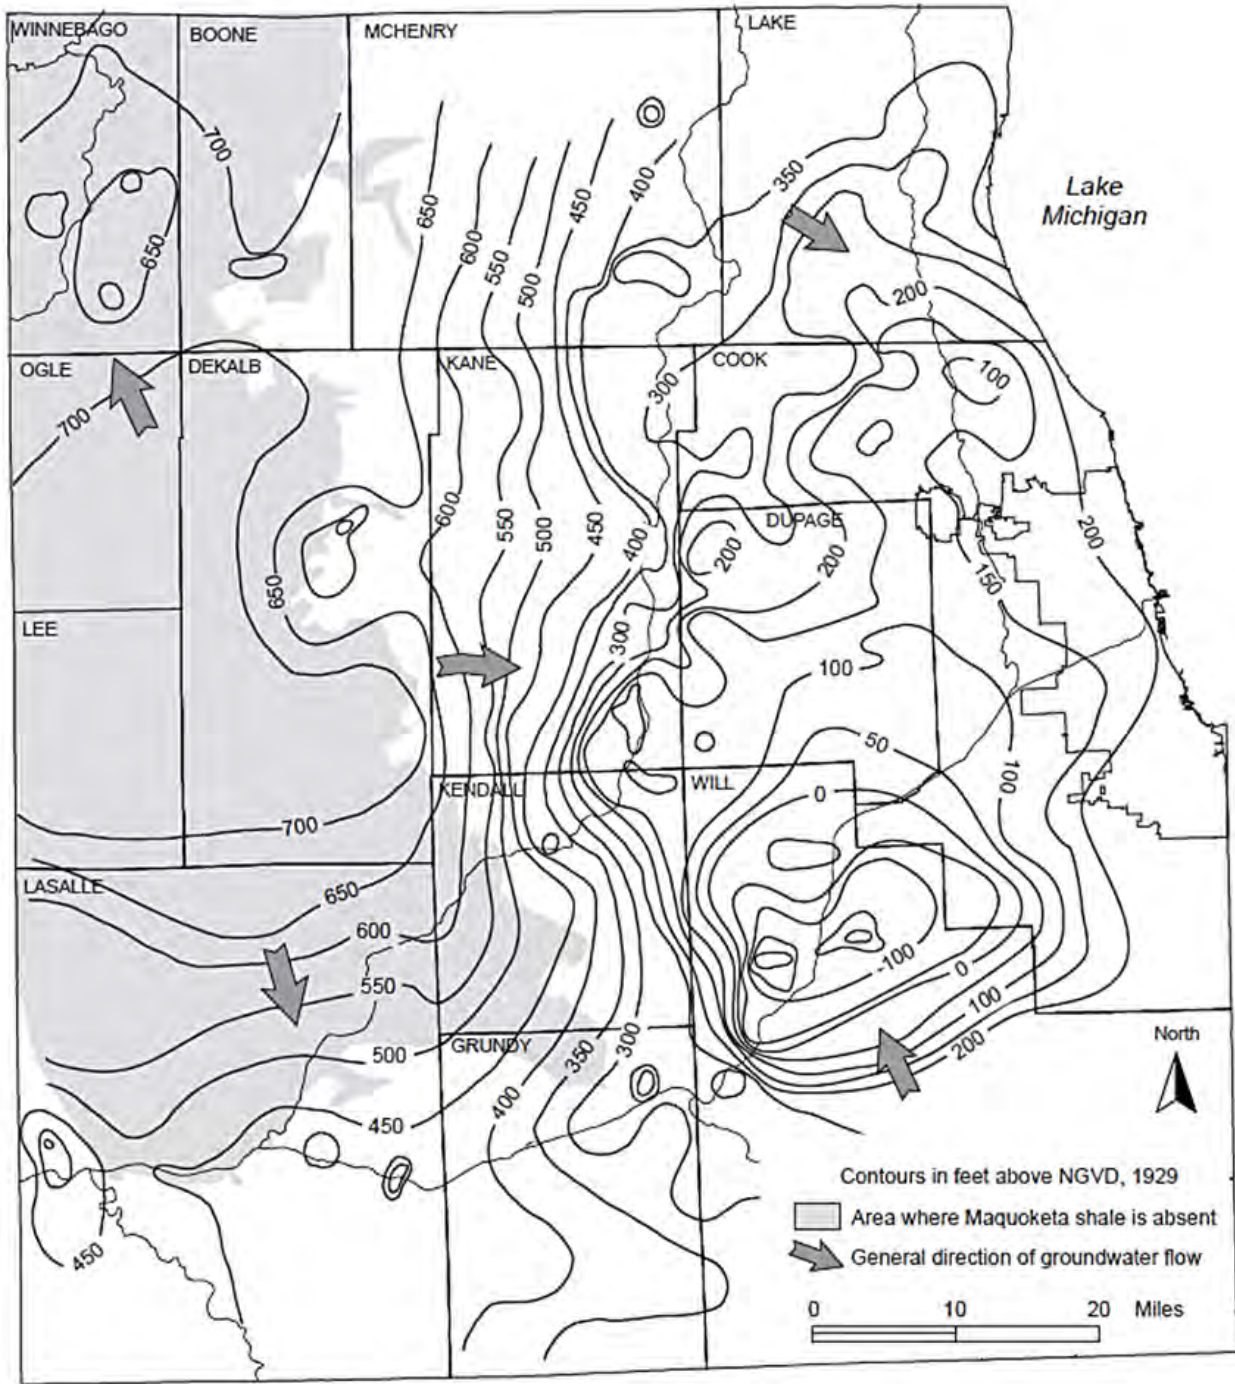 WINNEBAGO
BOONE
MCHENRY
LAKE
700
350
400
450
650
Lake
Michigan
650
600
550
500
200
OGLE
DEKALB
KANE
COOK
300
100
700
600
550
500
450
400
DUPAGE
200
200
200
150
650
LEE
300
100
50
100
KENDALL
WILL
0
700
LASALLE
650
600
-100
0
550
100
North
500
GRUNDY
300
350
200
400
450
450
Contours in feet above NGVD, 1929
Area where Maquoketa shale is absent
General direction of groundwater flow
0 10 20 Miles